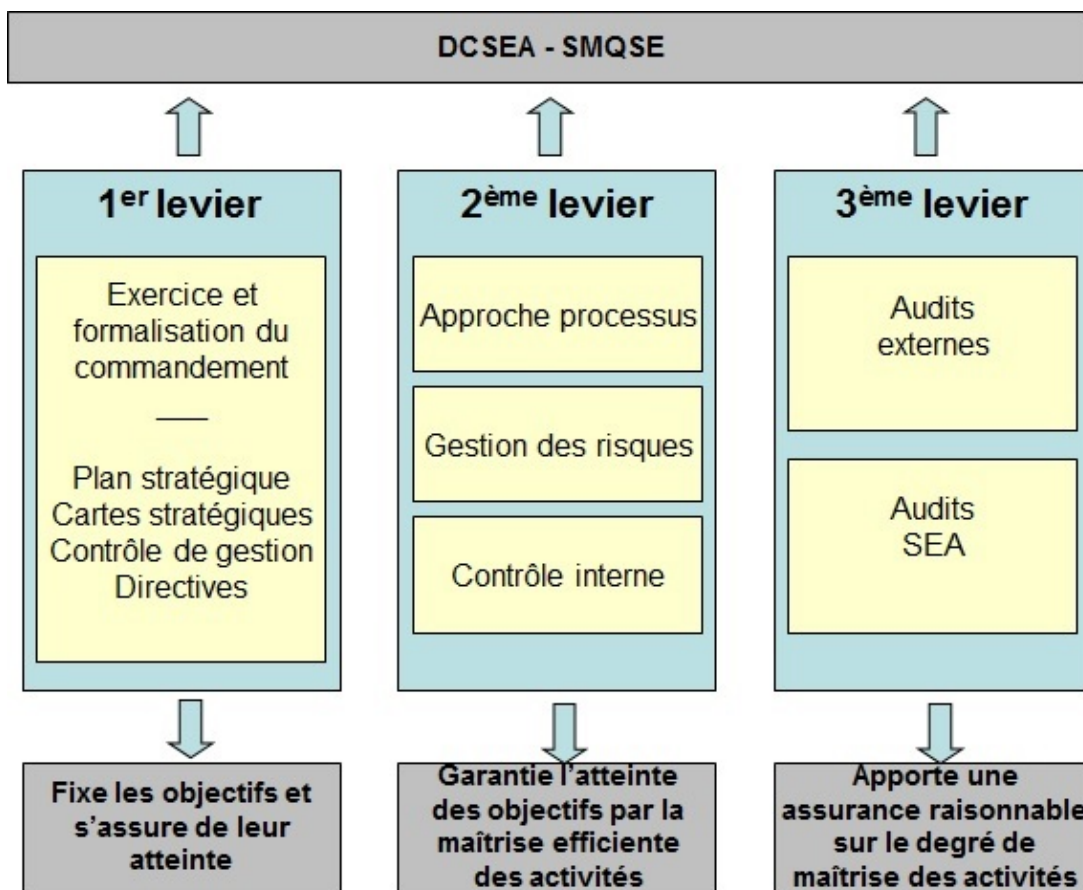 DCSEA - SMQSE
1er levier
Exercice et
formalisation du
commandement
Plan stratégique
Cartes stratégiques
Contrôle de gestion
Directives
Fixe les objectifs et
s'assure de leur
atteinte
2ème levier
Approche processus
Gestion des risques
Contrôle interne
Garantie l'atteinte
des objectifs par la
maîtrise efficiente
des activités
3ème levier
Audits
externes
Audits
SEA
Apporte une
assurance raisonnable
sur le degré de
maîtrise des activités